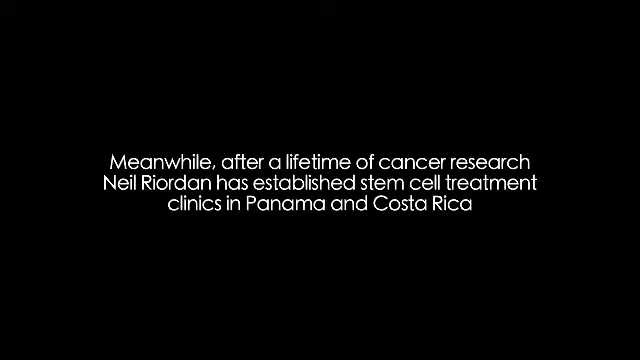 Meanwhile, after a lifetime of cancer research
Neil Riordan has established stem cell treatment
clinics in Panama and Costa Rica